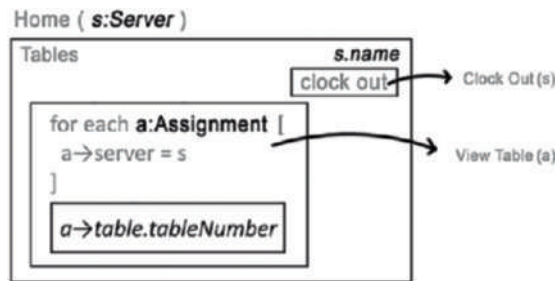 Home ( s:Server )
Tables
s.name
clock out
Clock Out (s)
for each a:Assignment [
a→server = s
]
View Table (a)
a→table.tableNumber